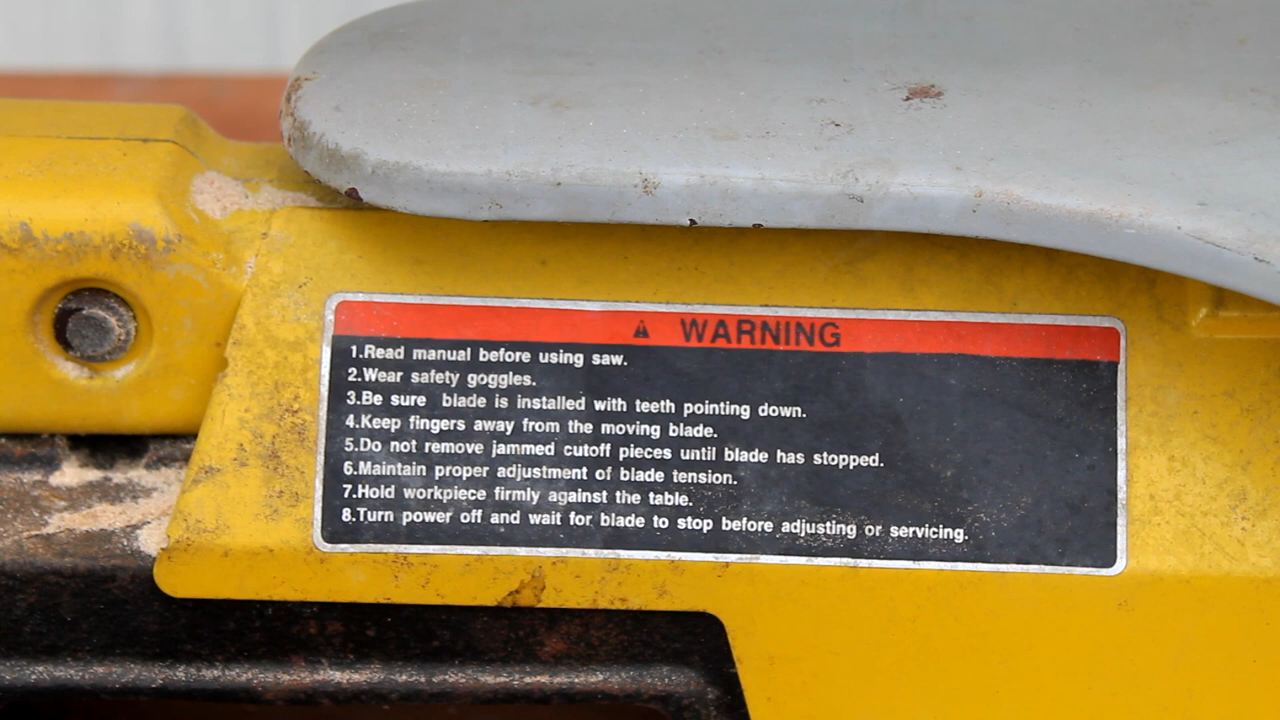 WARNING
1.Read manual before using saw.
2.Wear safety goggles.
3.Be sure blade is installed with teeth pointing down.
4.Keep fingers away from the moving blade.
5.Do not remove jammed cutoff pieces until blade has stopped.
6.Maintain proper adjustment of blade tension.
7.Hold workpiece firmly against the table.
8.Turn power off and wait for blade to stop before adjusting or servicing.